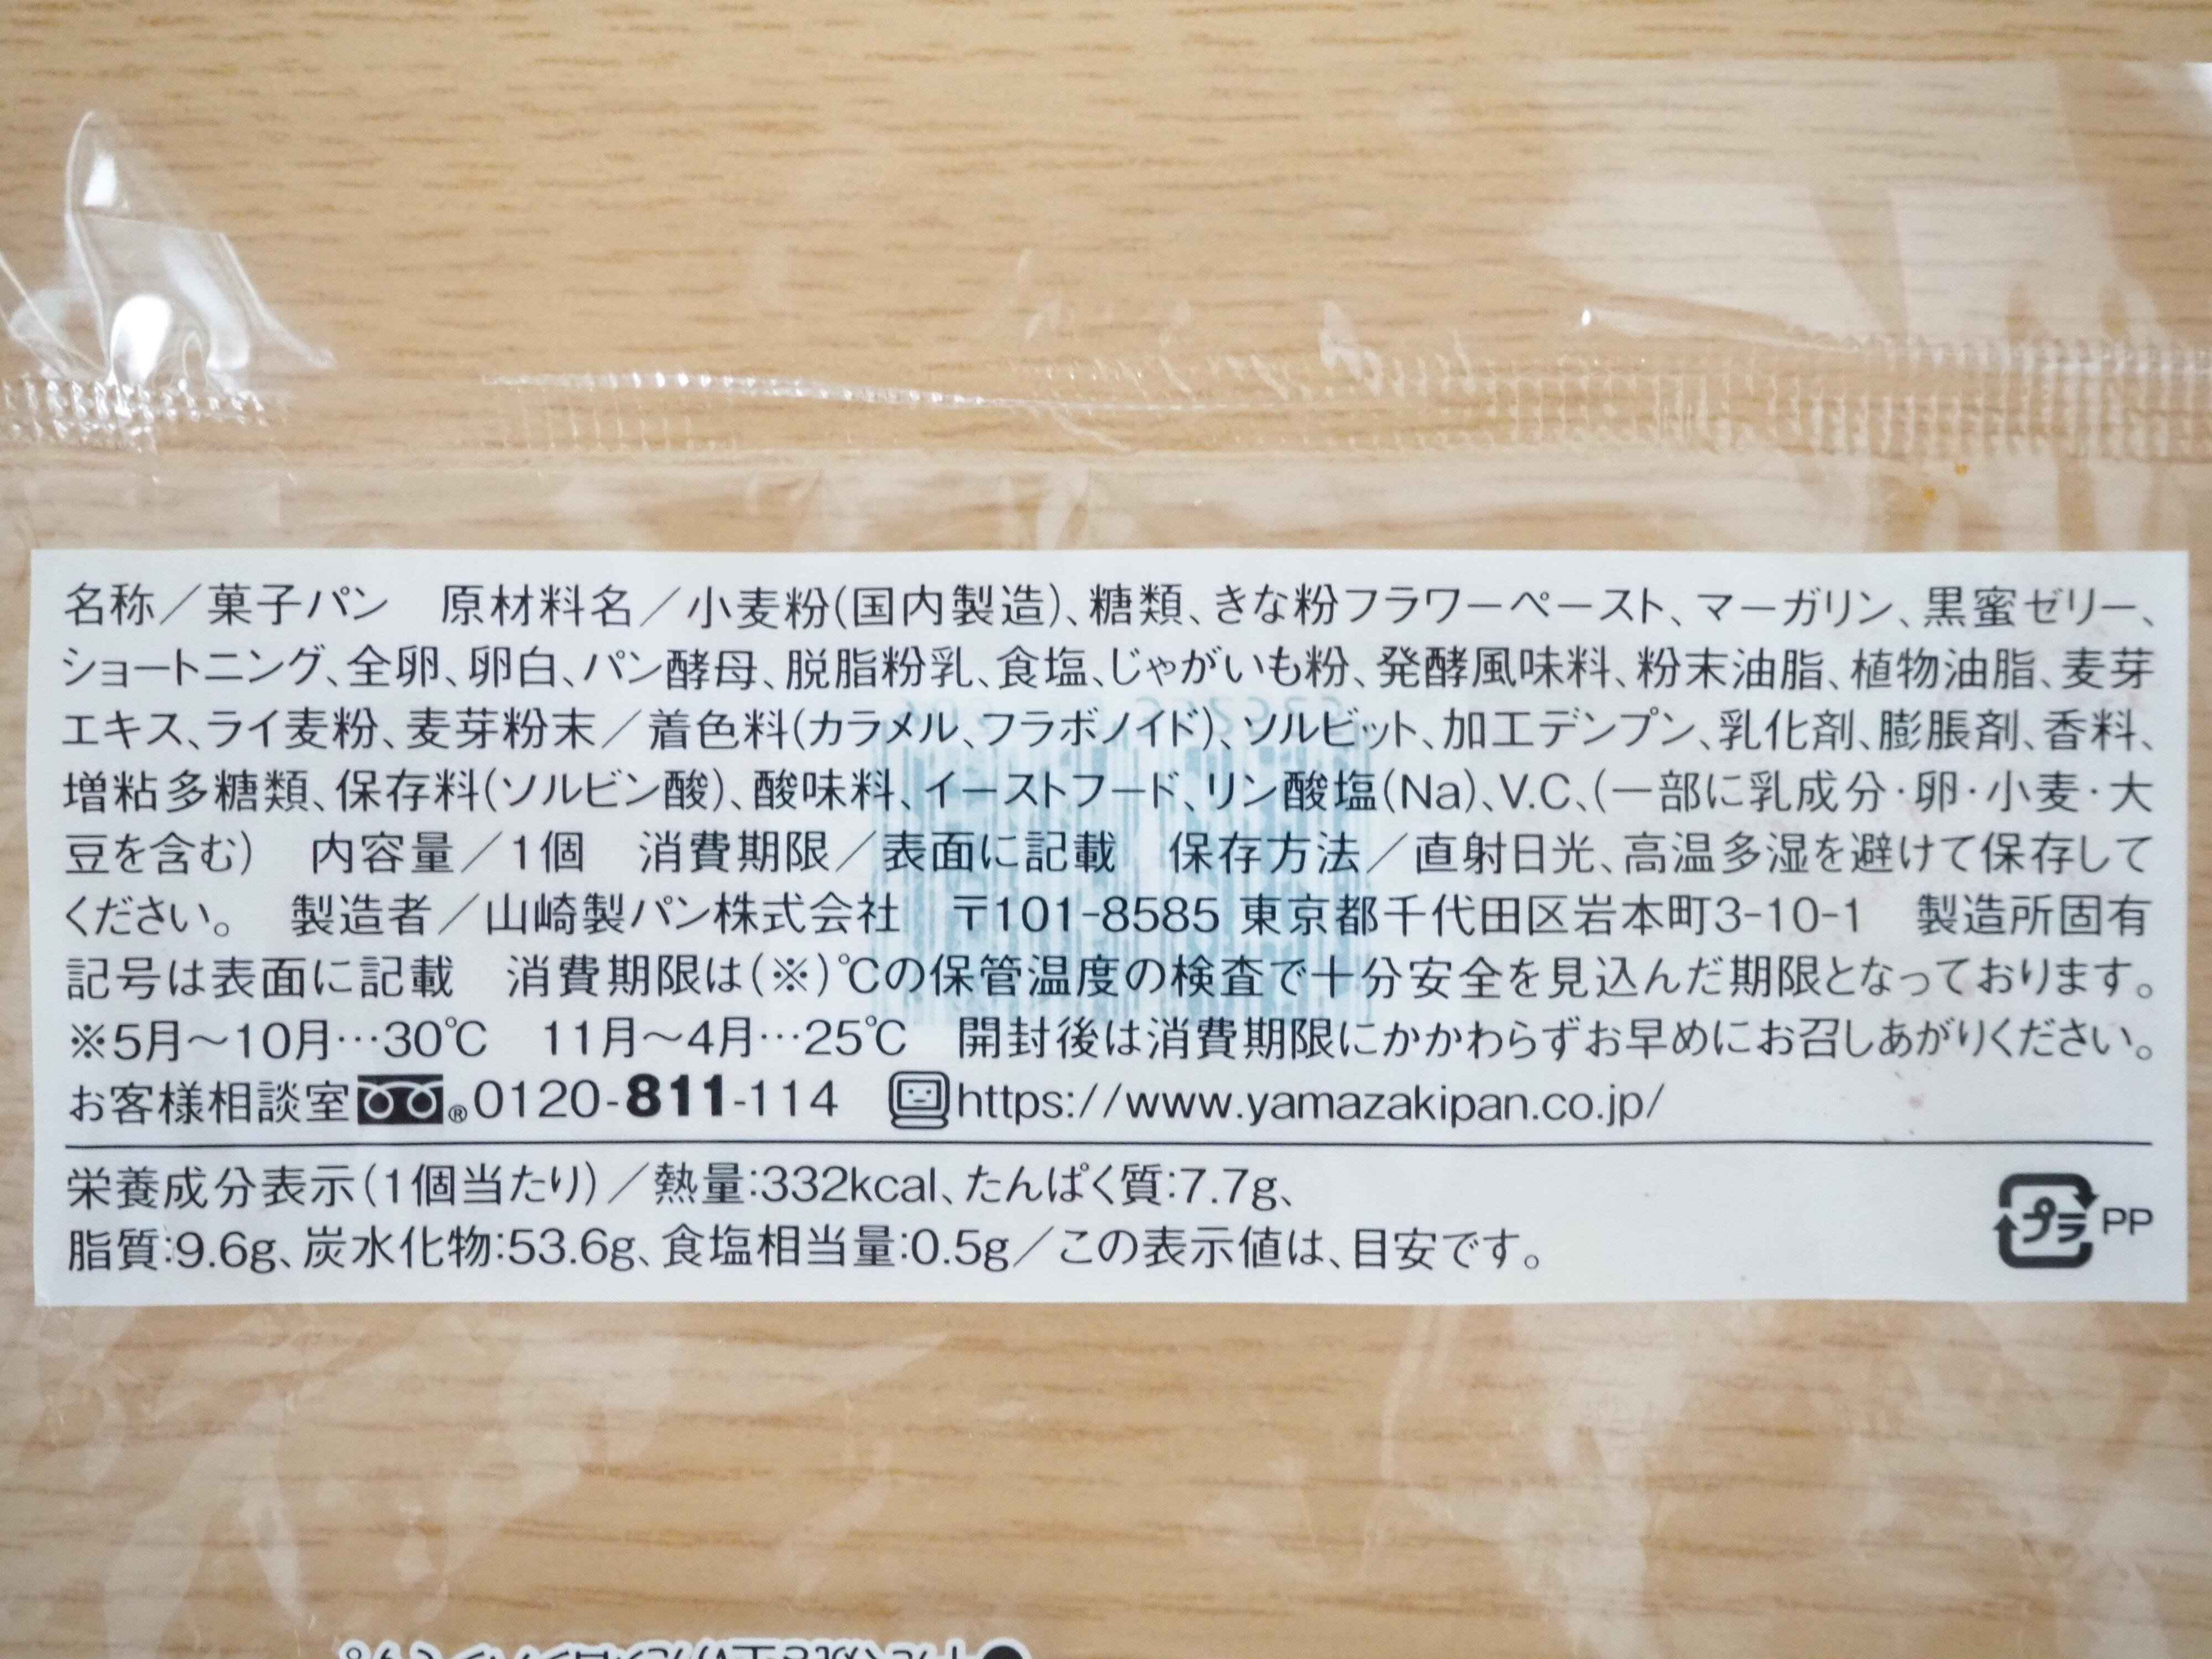 名称／菓子パン　原材料名／小麦粉(国内製造)、糖類、きな粉フラワーペースト、マーガリン、黒蜜ゼリー、
ショートニング、全卵、卵白、パン酵母、脱脂粉乳、食塩、じゃがいも粉、発酵風味料、粉末油脂、植物油脂、麦芽
エキス、ライ麦粉、麦芽粉末／着色料(カラメル、フラボノイド)、ソルビット、加工デンプン、乳化剤、膨脹剤、香料、
増粘多糖類、保存料(ソルビン酸)、酸味料、イーストフード、リン酸塩(Na)、V.C、(一部に乳成分・卵・小麦・大
豆を含む)　内容量／1個　消費期限／表面に記載　保存方法／直射日光、高温多湿を避けて保存して
ください。　製造者／山崎製パン株式会社　〒101-8585 東京都千代田区岩本町3-10-1　製造所固有
記号は表面に記載　消費期限は(※)℃の保管温度の検査で十分安全を見込んだ期限となっております。
※5月～10月…30℃　11月～4月…25℃　開封後は消費期限にかかわらずお早めにお召しあがりください。
お客様相談室 ®0120-811-114　https://www.yamazakipan.co.jp/
栄養成分表示(1個当たり)／熱量:332kcal、たんぱく質:7.7g、
脂質:9.6g、炭水化物:53.6g、食塩相当量:0.5g／この表示値は、目安です。
プラ PP